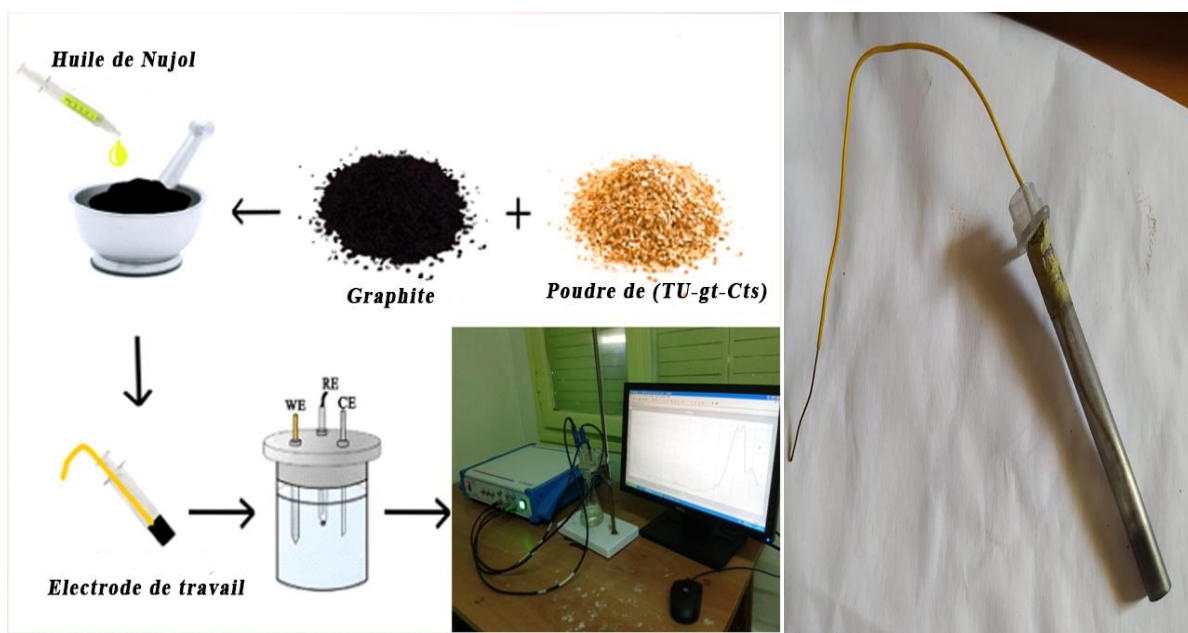 Huile de Nujol
Graphite
Poudre de (TU-gt-Cts)
RE
WE
CE
Electrode de travail